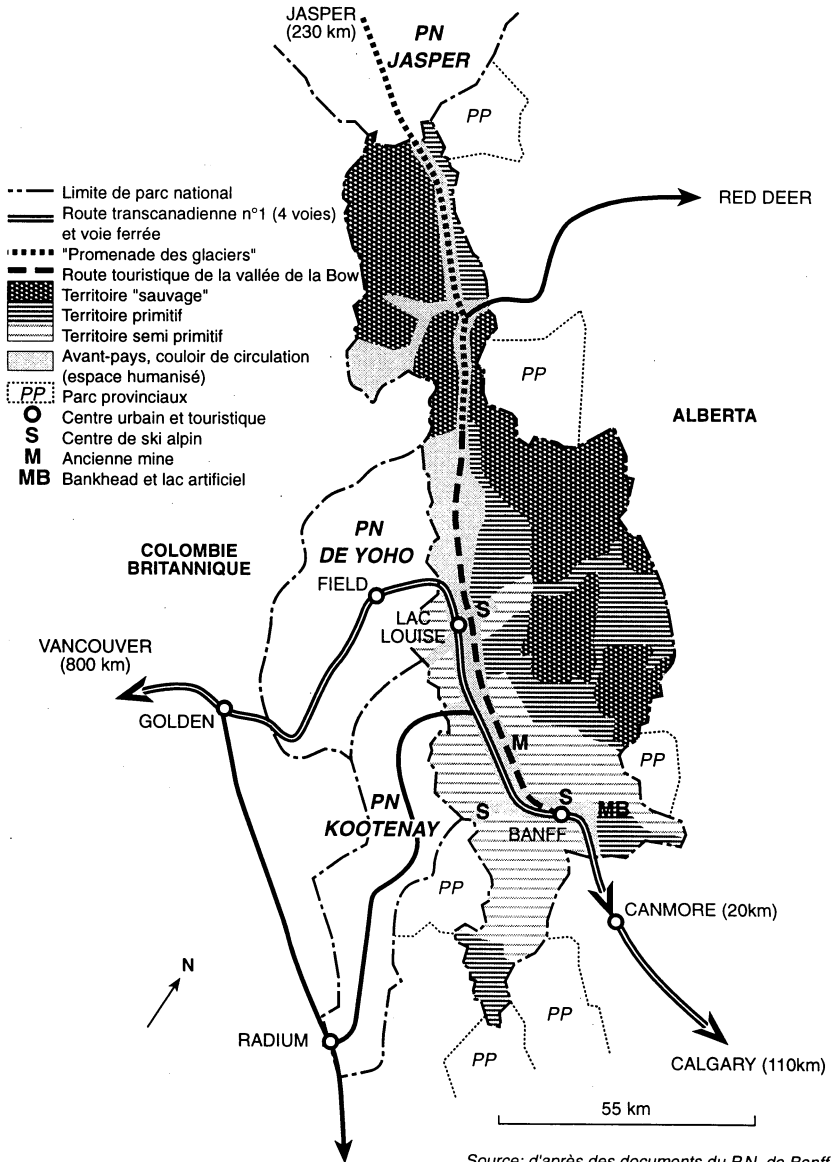 JASPER
(230 km)
PN
JASPER
PP
RED DEER
Limite de parc national
Route transcanadienne n°1 (4 voies)
et voie ferrée
"Promenade des glaciers"
Route touristique de la vallée de la Bow
Territoire "sauvage"
Territoire primitif
Territoire semi primitif
Avant-pays, couloir de circulation
(espace humanisé)
PP Parc provinciaux
Centre urbain et touristique
S Centre de ski alpin
M Ancienne mine
MB Bankhead et lac artificiel
PP
ALBERTA
COLOMBIE
BRITANNIQUE
PN
DE YOHO
FIELD
LAC
LOUISE
S
VANCOUVER
(800 km)
GOLDEN
M
PP
PN
KOOTENAY
S
S
MB
BANFF
PP
CANMORE (20km)
N
PP
RADIUM
PP
CALGARY (110km)
55 km
Source: d'après des documents du P.N. de Banff